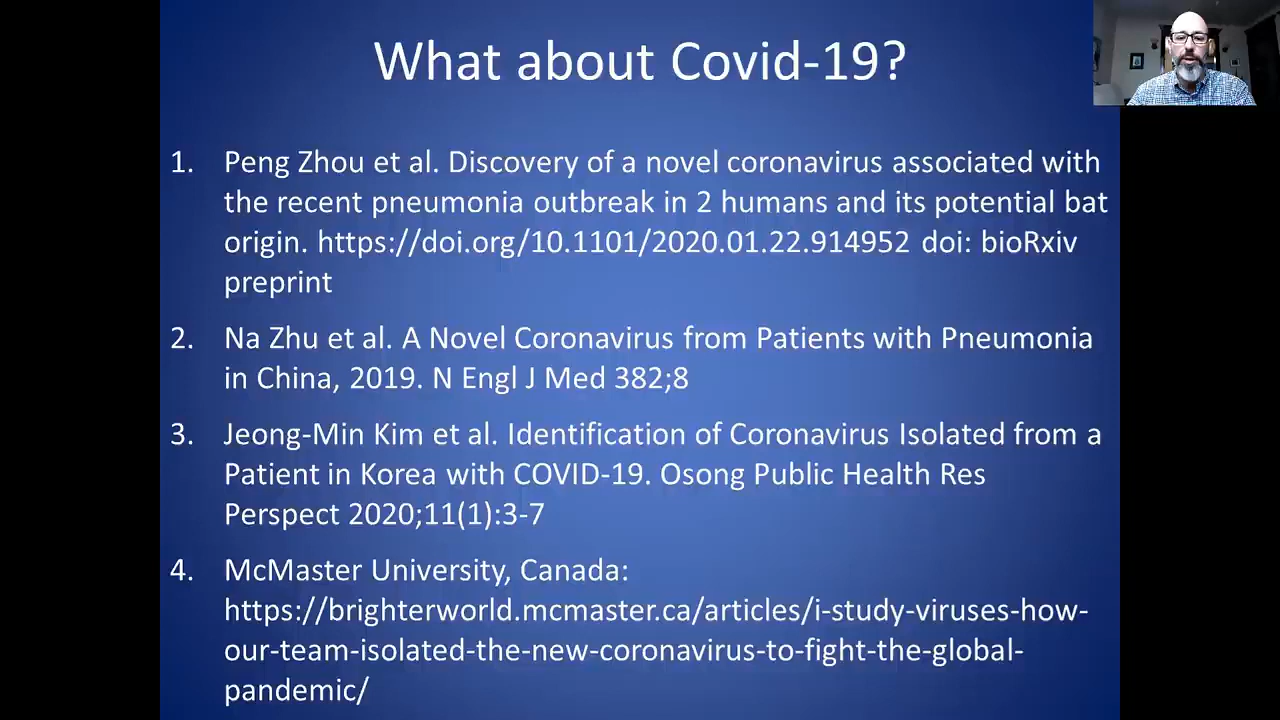 What about Covid-19?
1. Peng Zhou et al. Discovery of a novel coronavirus associated with
the recent pneumonia outbreak in 2 humans and its potential bat
origin. https://doi.org/10.1101/2020.01.22.914952 doi: bioRxiv
preprint
2. Na Zhu et al. A Novel Coronavirus from Patients with Pneumonia
in China, 2019. N Engl J Med 382;8
3. Jeong-Min Kim et al. Identification of Coronavirus Isolated from a
Patient in Korea with COVID-19. Osong Public Health Res
Perspect 2020;11(1):3-7
4. McMaster University, Canada:
https://brighterworld.mcmaster.ca/articles/i-study-viruses-how-
our-team-isolated-the-new-coronavirus-to-fight-the-global-
pandemic/